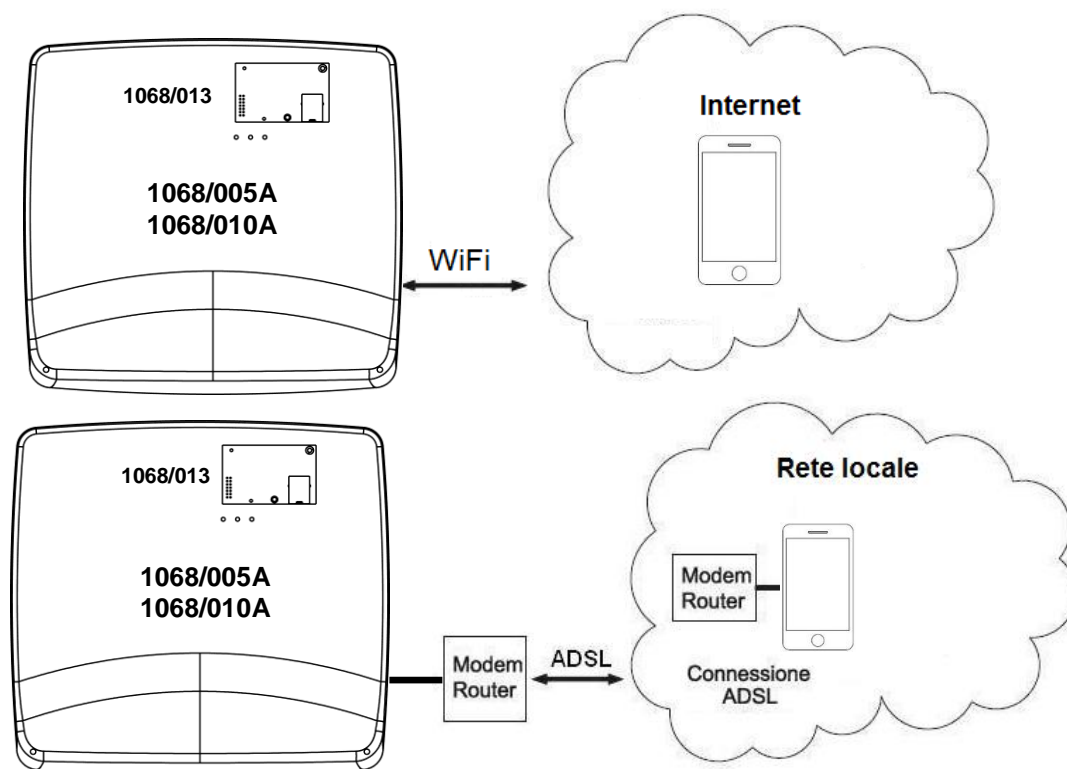 1068/013
1068/005A
1068/010A
WiFi
Internet
1068/013
1068/005A
1068/010A
Modem
Router
ADSL
Rete locale
Modem
Router
Connessione
ADSL